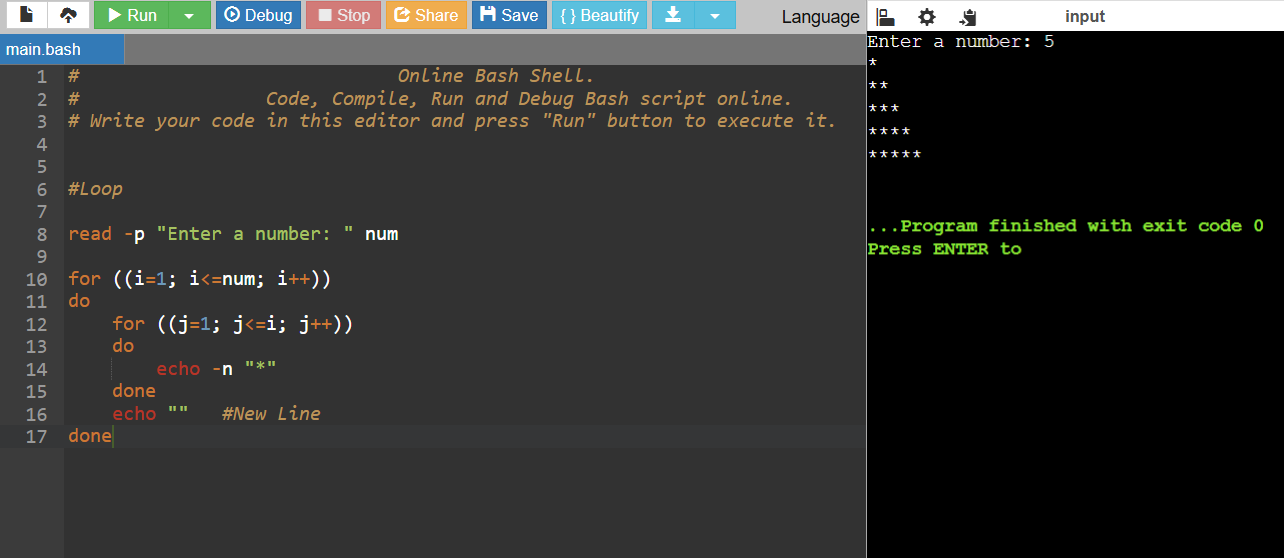 Run Debug Stop Share Save { } Beautify Language
main.bash
1 # Online Bash Shell.
2 # Code, Compile, Run and Debug Bash script online.
3 # Write your code in this editor and press "Run" button to execute it.
4
5
6 #Loop
7
8 read -p "Enter a number: " num
9
10 for ((i=1; i<=num; i++))
11 do
12     for ((j=1; j<=i; j++))
13     do
14         echo -n "*"
15     done
16     echo ""   #New Line
17 done
input
Enter a number: 5
*
**
***
****
*****
...Program finished with exit code 0
Press ENTER to